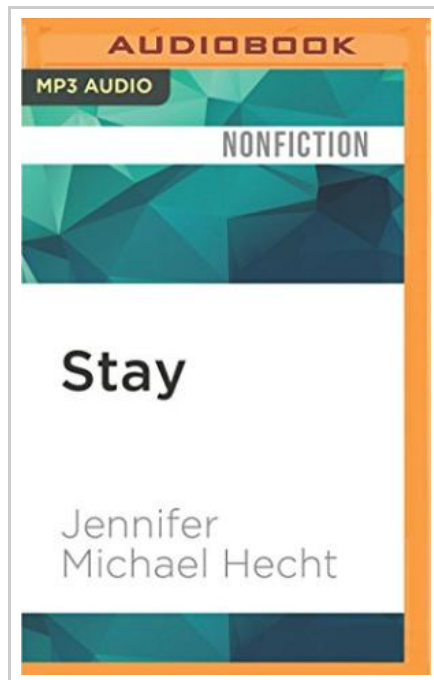 AUDIOBOOK
MP3 AUDIO
NONFICTION
Stay
Jennifer
Michael Hecht